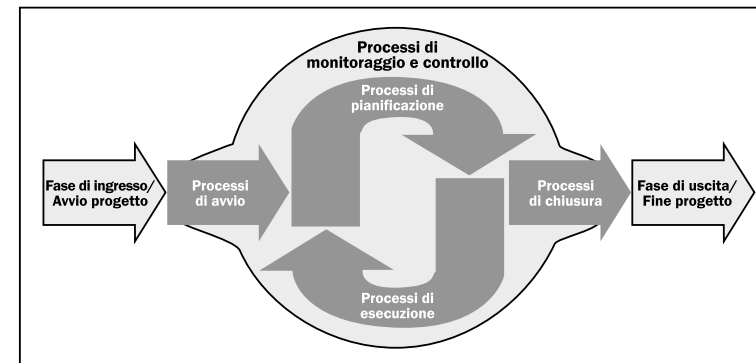 Processi di
monitoraggio e controllo
Processi di
pianificazione
Fase di ingresso/
Avvio progetto
Processi
di avvio
Processi
di chiusura
Fase di uscita/
Fine progetto
Processi di
esecuzione